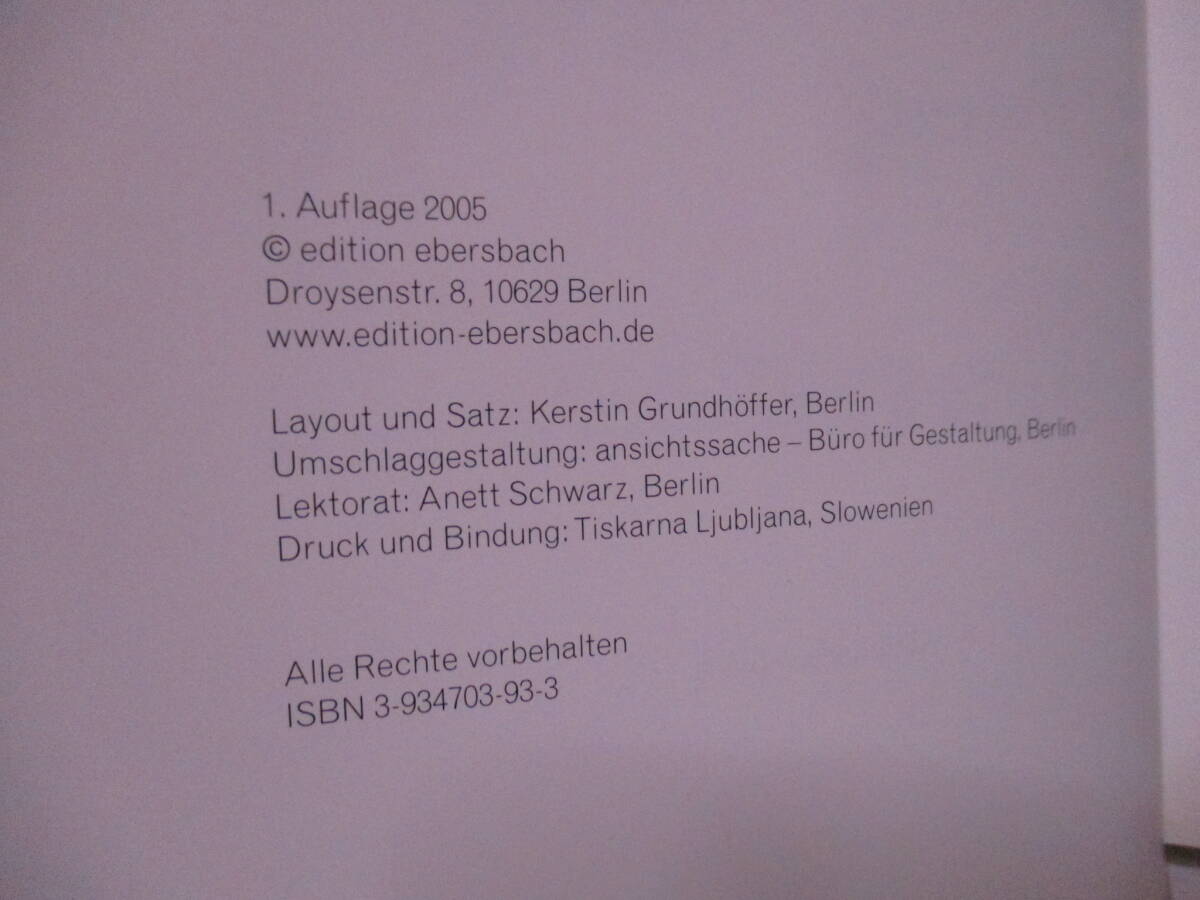 1. Auflage 2005
© edition ebersbach
Droysenstr. 8, 10629 Berlin
www.edition-ebersbach.de
Layout und Satz: Kerstin Grundhöffer, Berlin
Umschlaggestaltung: ansichtssache – Büro für Gestaltung, Berlin
Lektorat: Anett Schwarz, Berlin
Druck und Bindung: Tiskarna Ljubljana, Slowenien
Alle Rechte vorbehalten
ISBN 3-934703-93-3